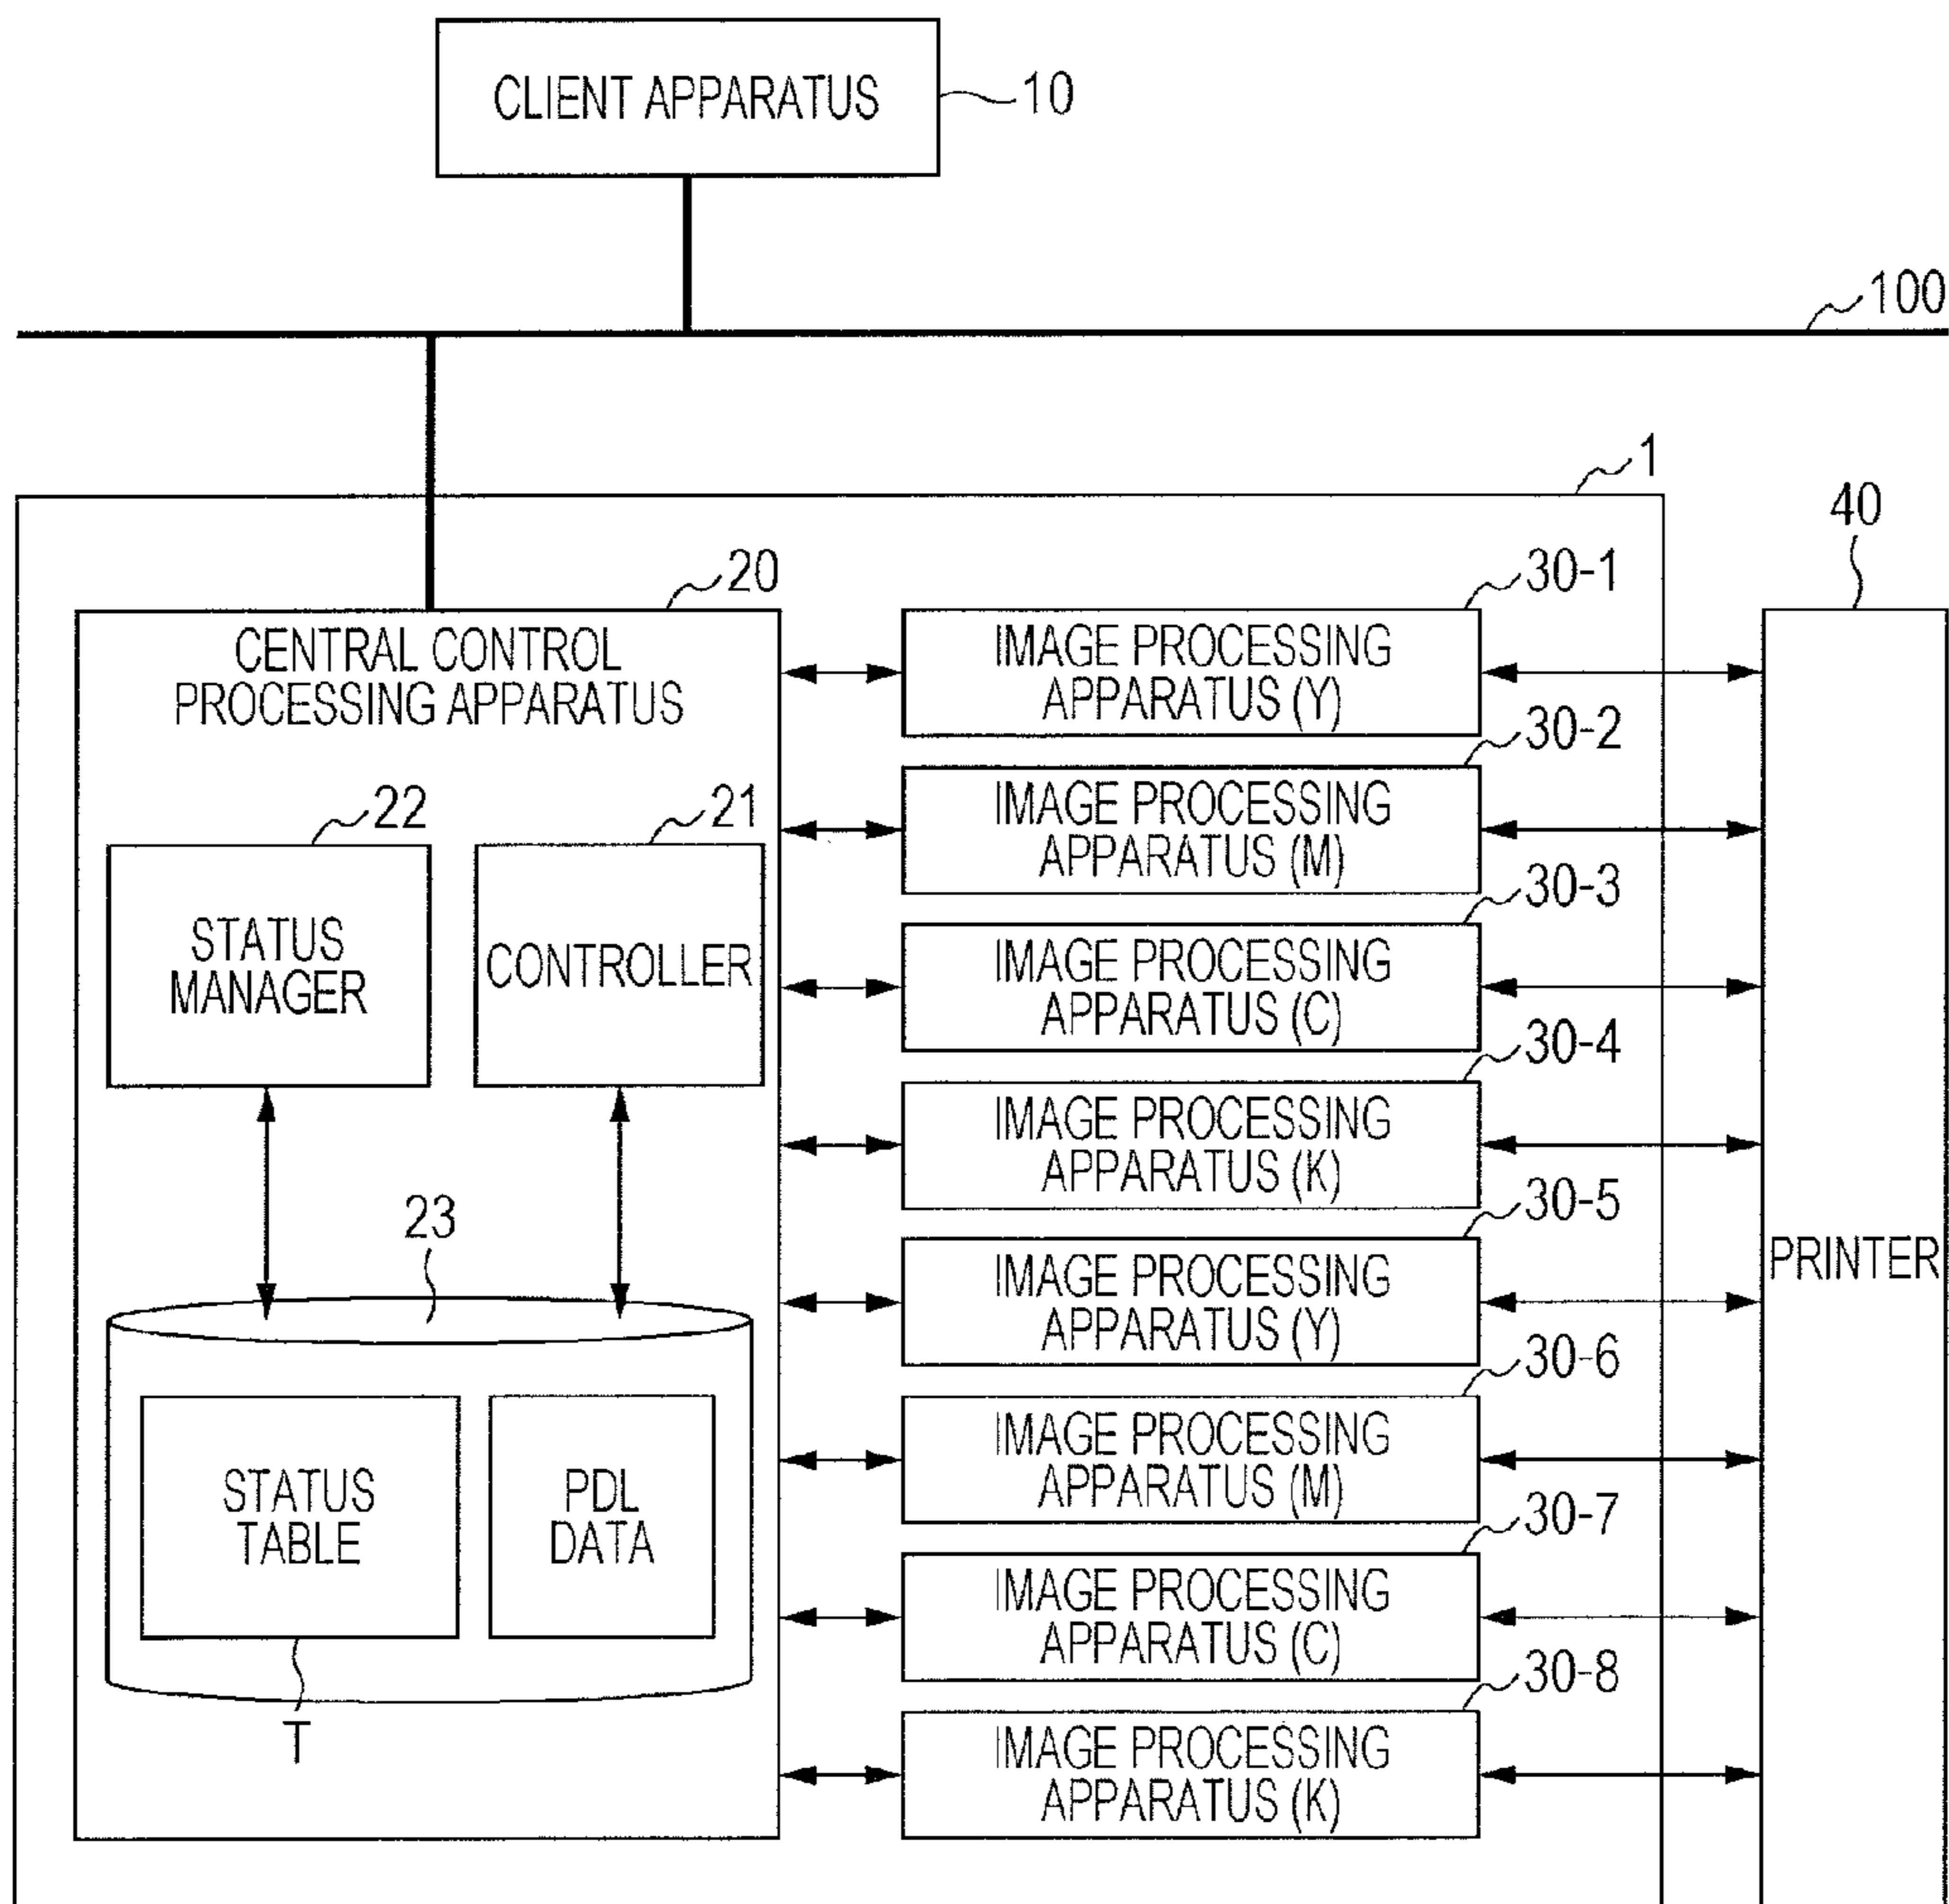 CLIENT APPARATUS
10
100
1
40
20
30-1
CENTRAL CONTROL
PROCESSING APPARATUS
IMAGE PROCESSING
APPARATUS (Y)
30-2
IMAGE PROCESSING
APPARATUS (M)
22
21
30-3
STATUS
MANAGER
CONTROLLER
IMAGE PROCESSING
APPARATUS (C)
30-4
IMAGE PROCESSING
APPARATUS (K)
30-5
23
IMAGE PROCESSING
APPARATUS (Y)
PRINTER
30-6
IMAGE PROCESSING
APPARATUS (M)
STATUS
TABLE
PDL
DATA
30-7
IMAGE PROCESSING
APPARATUS (C)
30-8
T
IMAGE PROCESSING
APPARATUS (K)